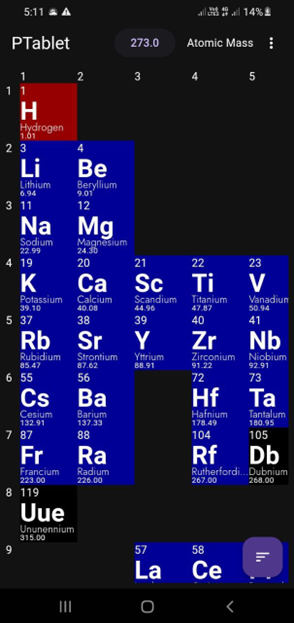 5:11 14%
PTablet 273.0 Atomic Mass
1 2 3 4 5
1 1
H
Hydrogen
1.01
2 3 4
Li Be
Lithium Beryllium
6.94 9.01
3 11 12
Na Mg
Sodium Magnesium
22.99 24.30
4 19 20 21 22 23
K Ca Sc Ti V
Potassium Calcium Scandium Titanium Vanadium
39.10 40.08 44.96 47.87 50.94
5 37 38 39 40 41
Rb Sr Y Zr Nb
Rubidium Strontium Yttrium Zirconium Niobium
85.47 87.62 88.91 91.22 92.91
6 55 56 72 73
Cs Ba Hf Ta
Cesium Barium Hafnium Tantalum
132.91 137.33 178.49 180.95
7 87 88 104 105
Fr Ra Rf Db
Francium Radium Rutherfordi... Dubnium
223.00 226.00 267.00 268.00
8 119
Uue
Ununennium
315.00
9 57 58
La Ce